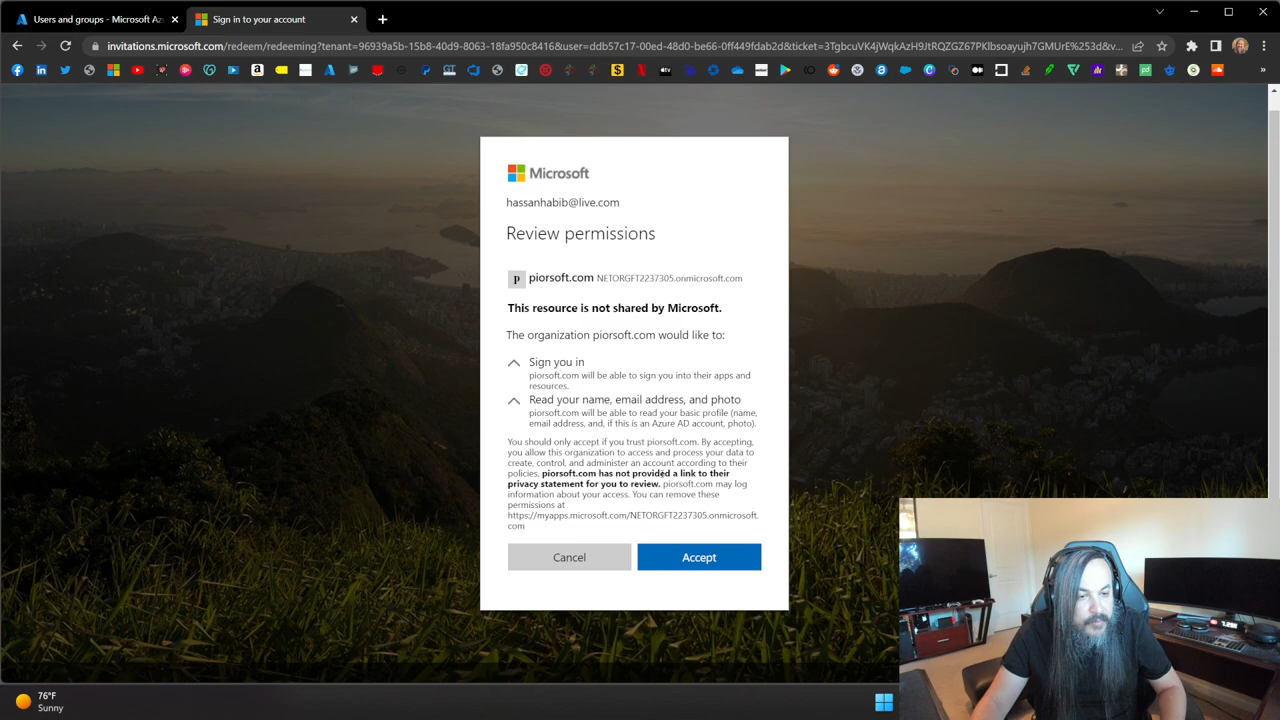 Users and groups - Microsoft Az
Sign in to your account
invitations.microsoft.com/redeem/redeeming?tenant=96939a5b-15b8-40d9-8063-18fa950c8416&user=ddb57c17-00ed-48d0-be66-0ff449fdab2d&ticket=3TgbcuVK4jWqkAzH9JtRQZGZ67PKlbsoayujh7GMUrE%253d&v...
Microsoft
hassanhabib@live.com
Review permissions
p piorsoft.com NETORGFT2237305.onmicrosoft.com
This resource is not shared by Microsoft.
The organization piorsoft.com would like to:
Sign you in
piorsoft.com will be able to sign you into their apps and
resources.
Read your name, email address, and photo
piorsoft.com will be able to read your basic profile (name,
email address, and, if this is an Azure AD account, photo).
You should only accept if you trust piorsoft.com. By accepting,
you allow this organization to access and process your data to
create, control, and administer an account according to their
policies. piorsoft.com has not provided a link to their
privacy statement for you to review. piorsoft.com may log
information about your access. You can remove these
permissions at
https://myapps.microsoft.com/NETORGFT2237305.onmicrosoft.
com
Cancel
Accept
76°F
Sunny